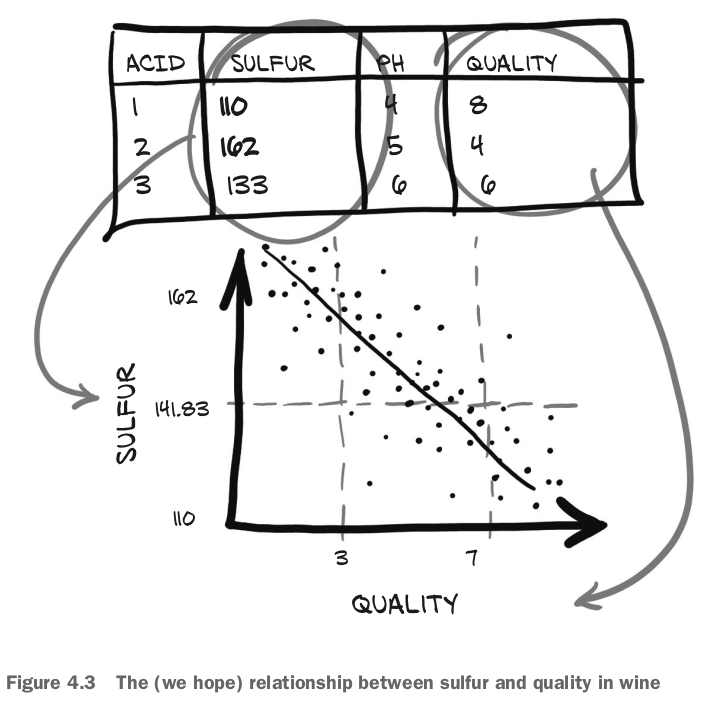 ACID SULFUR PH QUALITY
1 110 4 8
2 162 5 4
3 133 6 6
162
141.83
SULFUR
110
3 7
QUALITY
Figure 4.3 The (we hope) relationship between sulfur and quality in wine